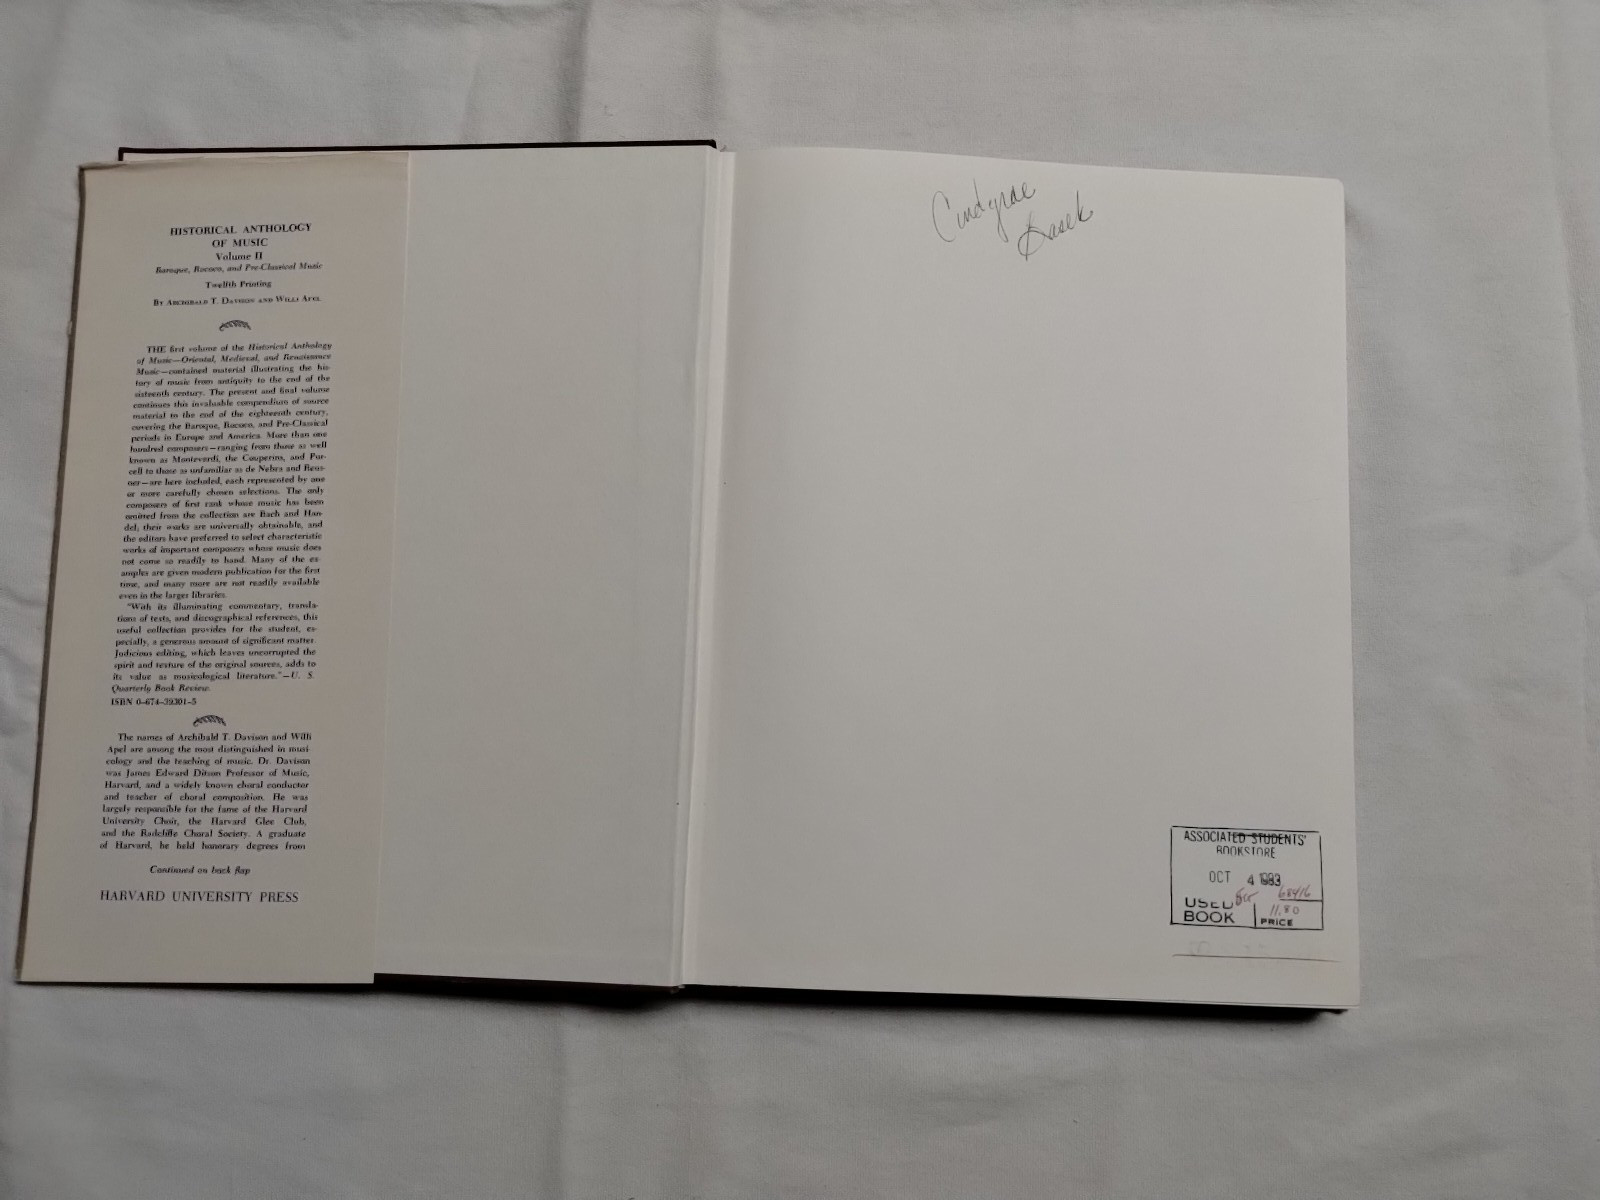 HISTORICAL ANTHOLOGY
OF MUSIC
Volume II
Baroque, Rococo, and Pre-Classical Music
Twelfth Printing
By Archibald T. Davison and Willi Apel
THE first volume of the Historical Anthology
of Music—Oriental, Medieval, and Renaissance
Music—contained material illustrating the his-
tory of music from antiquity to the end of the
sixteenth century. The present and final volume
continues this invaluable compendium of source
material to the end of the eighteenth century,
covering the Baroque, Rococo, and Pre-Classical
periods in Europe and America. More than one
hundred composers—ranging from those as well
known as Monteverdi, the Couperins, and Pur-
cell to those as unfamiliar as de Nebra and Reus-
ner—are here included, each represented by one
or more carefully chosen selections. The only
composers of first rank whose music has been
omitted from the collection are Bach and Han-
del; their works are universally obtainable, and
the editors have preferred to select characteristic
works of important composers whose music does
not come so readily to hand. Many of the ex-
amples are given modern publication for the first
time, and many more are not readily available
even in the larger libraries.
"With its illuminating commentary, transla-
tions of texts, and discographical references, this
useful collection provides for the student, es-
pecially, a generous amount of significant matter.
Judicious editing, which leaves uncorrupted the
spirit and texture of the original sources, adds to
its value as musicological literature."—U. S.
Quarterly Book Review.
ISBN 0-674-39301-5
The names of Archibald T. Davison and Willi
Apel are among the most distinguished in musi-
cology and the teaching of music. Dr. Davison
was James Edward Ditson Professor of Music,
Harvard, and a widely known choral conductor
and teacher of choral composition. He was
largely responsible for the fame of the Harvard
University Choir, the Harvard Glee Club,
and the Radcliffe Choral Society. A graduate
of Harvard, he held honorary degrees from
Continued on back flap
HARVARD UNIVERSITY PRESS
Cindyrae
ASSOCIATED STUDENTS'
BOOKSTORE
OCT 4 1983
68416
USED
BOOK
11.80
PRICE